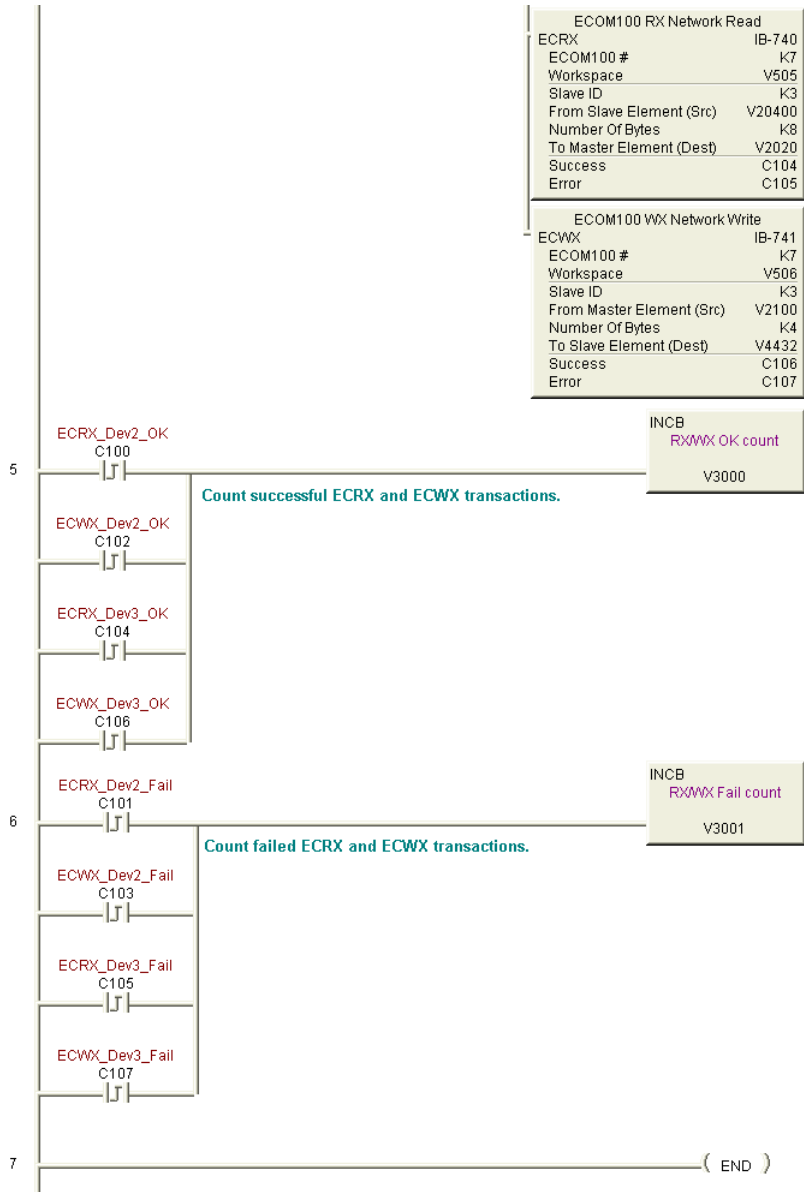 ECOM100 RX Network Read
ECRX IB-740
ECOM100 # K7
Workspace V505
Slave ID K3
From Slave Element (Src) V20400
Number Of Bytes K8
To Master Element (Dest) V2020
Success C104
Error C105
ECOM100 WX Network Write
ECWX IB-741
ECOM100 # K7
Workspace V506
Slave ID K3
From Master Element (Src) V2100
Number Of Bytes K4
To Slave Element (Dest) V4432
Success C106
Error C107
ECRX_Dev2_OK
C100
5
INCB
RX/WX OK count
V3000
Count successful ECRX and ECWX transactions.
ECWX_Dev2_OK
C102
ECRX_Dev3_OK
C104
ECWX_Dev3_OK
C106
ECRX_Dev2_Fail
C101
6
INCB
RX/WX Fail count
V3001
Count failed ECRX and ECWX transactions.
ECWX_Dev2_Fail
C103
ECRX_Dev3_Fail
C105
ECWX_Dev3_Fail
C107
7
( END )